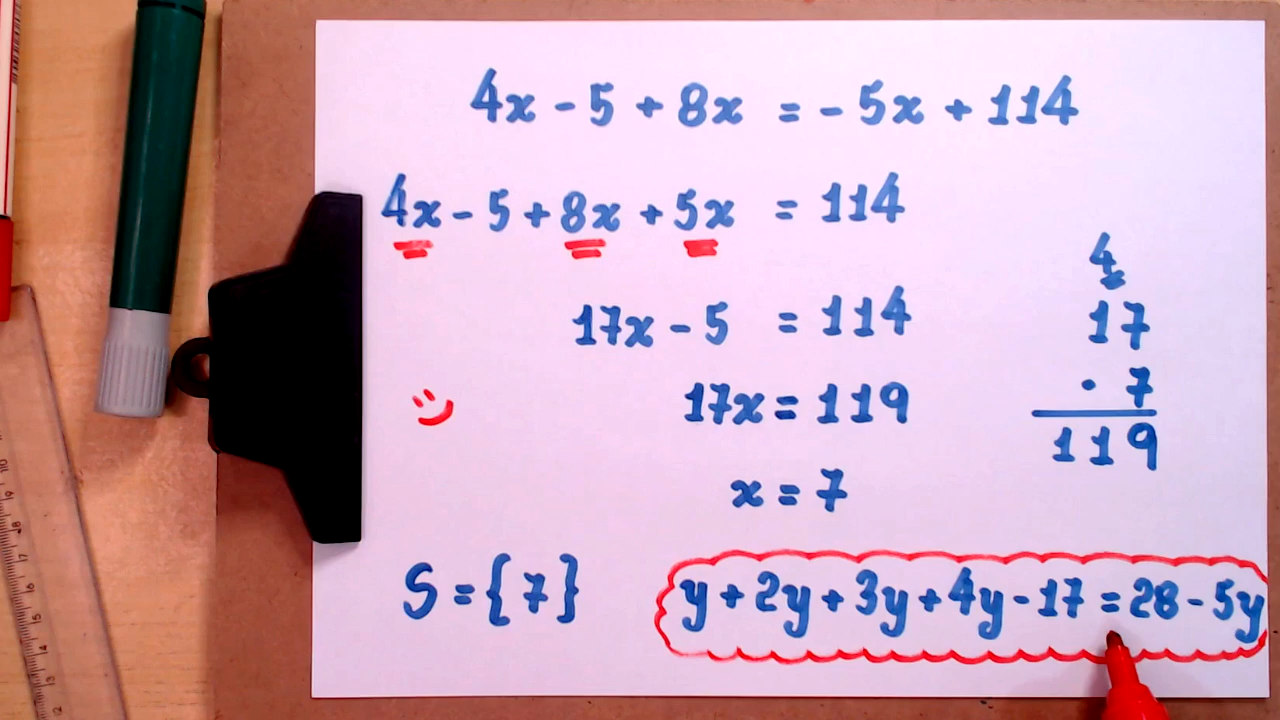 4x - 5 + 8x = - 5x + 114
4x - 5 + 8x + 5x = 114
17x - 5 = 114
17x = 119
x = 7
4
17
· 7
119
S = {7}
y + 2y + 3y + 4y - 17 = 28 - 5y